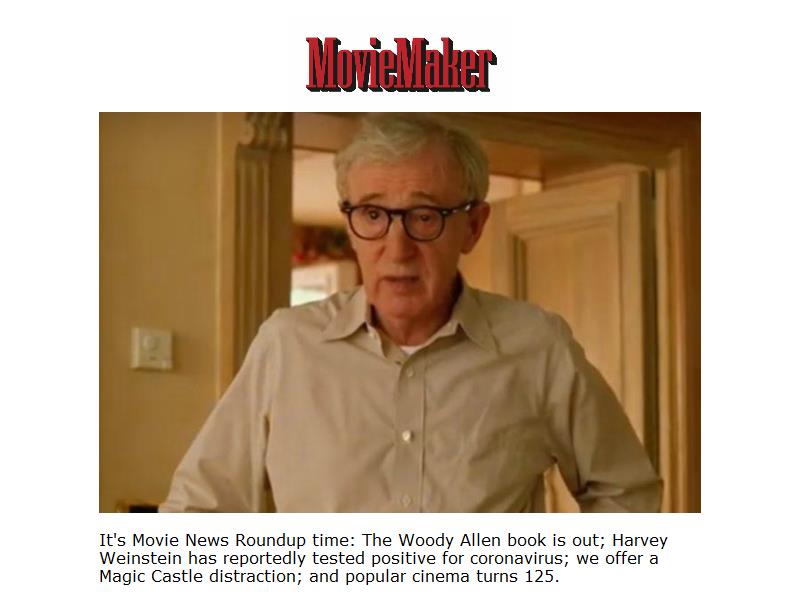 MovieMaker
It's Movie News Roundup time: The Woody Allen book is out; Harvey
Weinstein has reportedly tested positive for coronavirus; we offer a
Magic Castle distraction; and popular cinema turns 125.